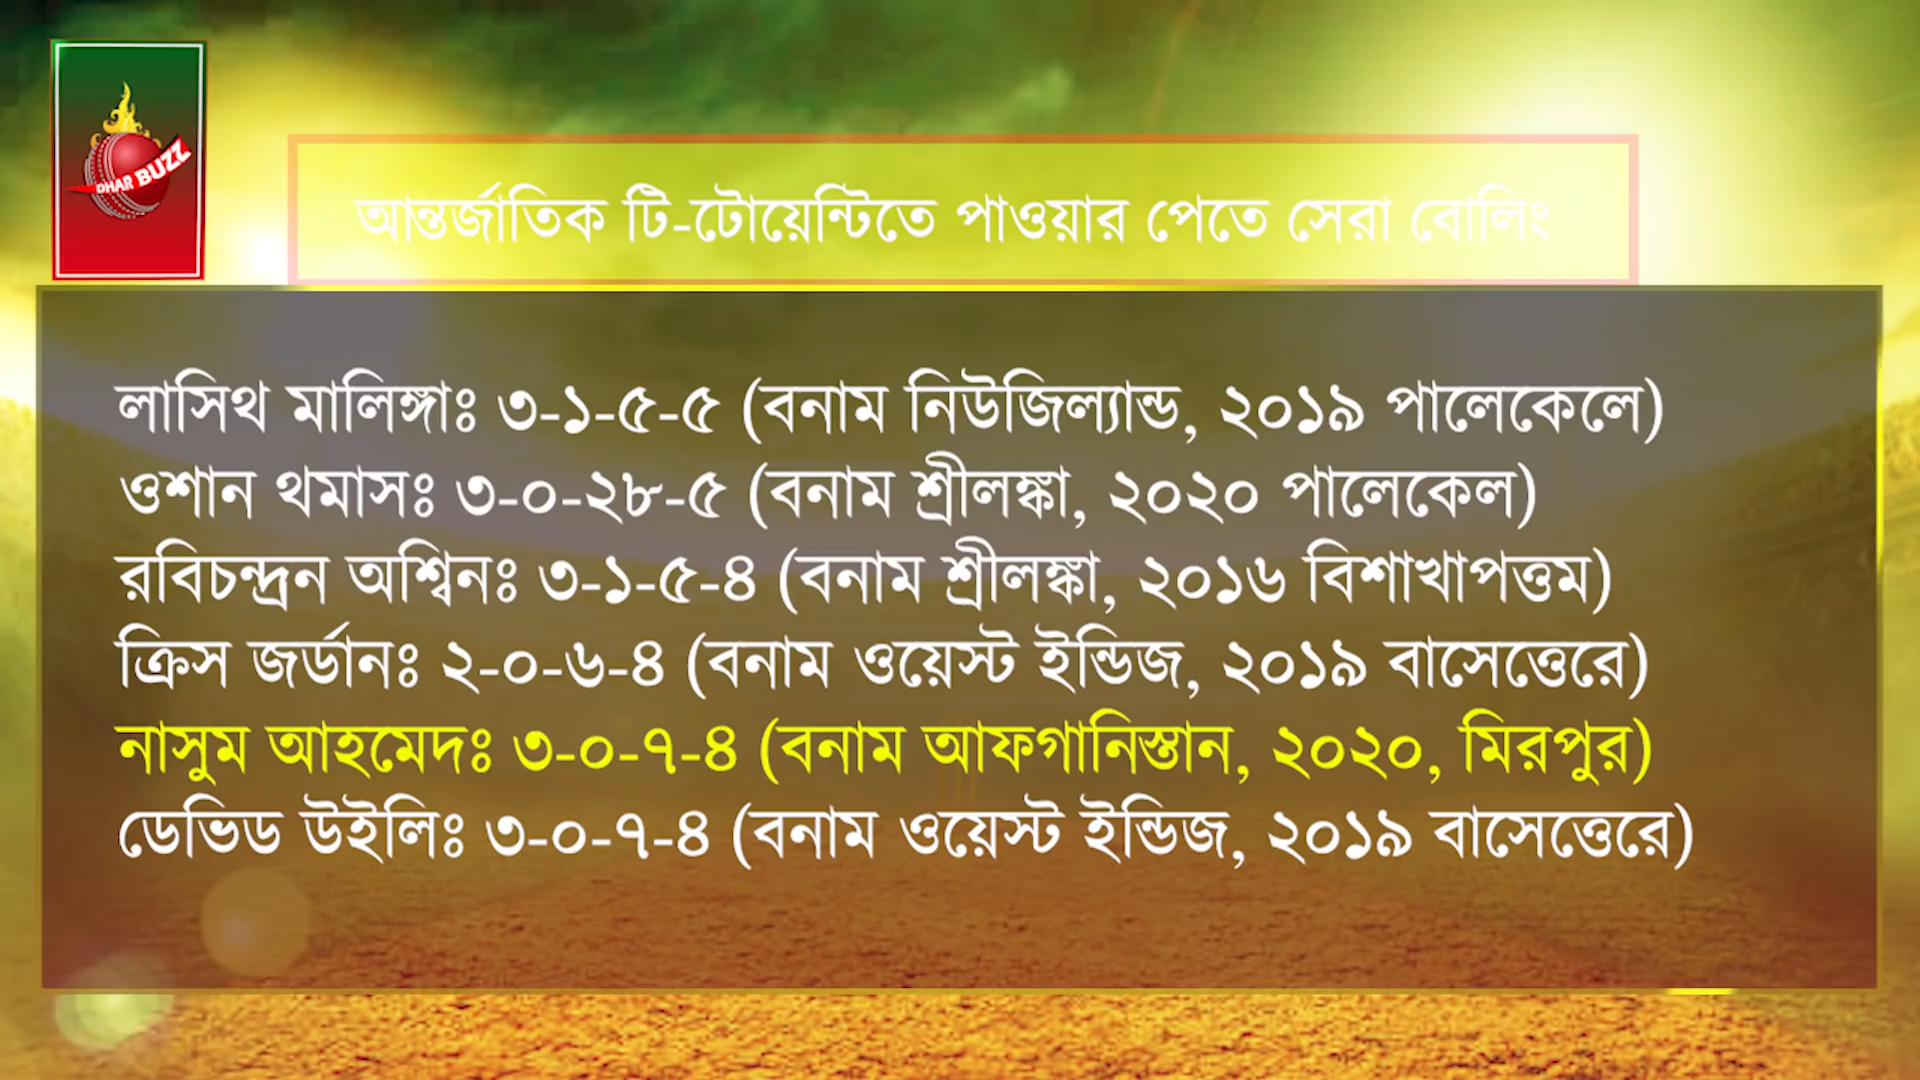 DHAR BUZZ
আন্তর্জাতিক টি-টোয়েন্টিতে পাওয়ার পেতে সেরা বোলিং
লাসিথ মালিঙ্গাঃ ৩-১-৫-৫ (বনাম নিউজিল্যান্ড, ২০১৯ পালেকেলে)
ওশান থমাসঃ ৩-০-২৮-৫ (বনাম শ্রীলঙ্কা, ২০২০ পালেকেল)
রবিচন্দ্রন অশ্বিনঃ ৩-১-৫-৪ (বনাম শ্রীলঙ্কা, ২০১৬ বিশাখাপত্তম)
ক্রিস জর্ডানঃ ২-০-৬-৪ (বনাম ওয়েস্ট ইন্ডিজ, ২০১৯ বাসেত্তেরে)
নাসুম আহমেদঃ ৩-০-৭-৪ (বনাম আফগানিস্তান, ২০২০, মিরপুর)
ডেভিড উইলিঃ ৩-০-৭-৪ (বনাম ওয়েস্ট ইন্ডিজ, ২০১৯ বাসেত্তেরে)